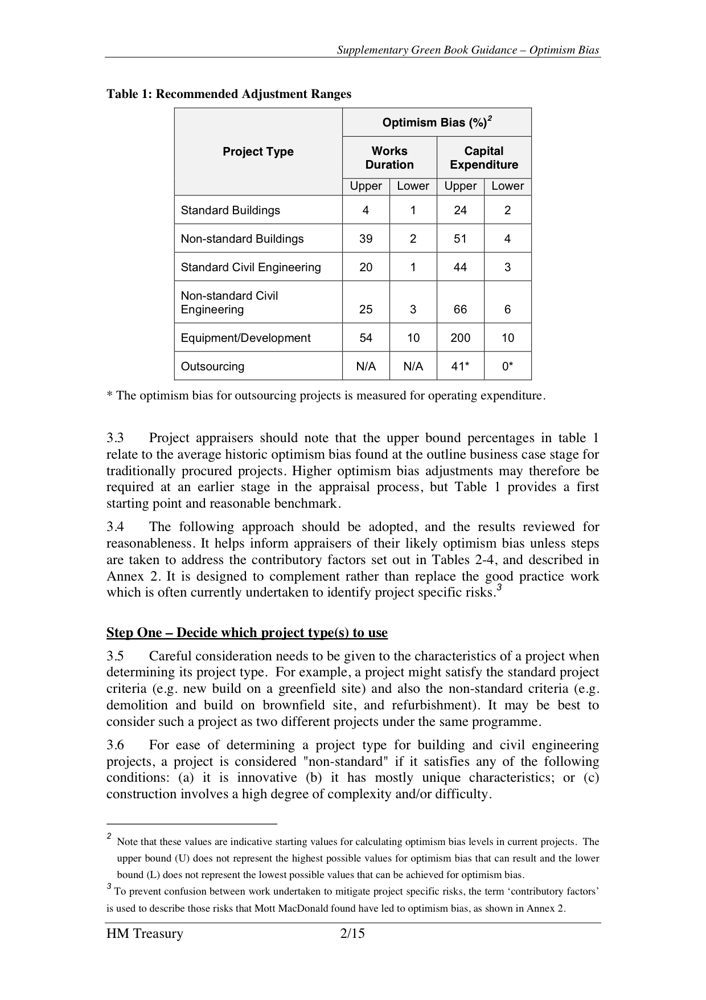 Supplementary Green Book Guidance – Optimism Bias
Table 1: Recommended Adjustment Ranges
Project Type
Optimism Bias (%)2
Works Duration
Capital Expenditure
Upper Lower Upper Lower
Standard Buildings 4 1 24 2
Non-standard Buildings 39 2 51 4
Standard Civil Engineering 20 1 44 3
Non-standard Civil
Engineering 25 3 66 6
Equipment/Development 54 10 200 10
Outsourcing N/A N/A 41* 0*
* The optimism bias for outsourcing projects is measured for operating expenditure.
3.3 Project appraisers should note that the upper bound percentages in table 1
relate to the average historic optimism bias found at the outline business case stage for
traditionally procured projects. Higher optimism bias adjustments may therefore be
required at an earlier stage in the appraisal process, but Table 1 provides a first
starting point and reasonable benchmark.
3.4 The following approach should be adopted, and the results reviewed for
reasonableness. It helps inform appraisers of their likely optimism bias unless steps
are taken to address the contributory factors set out in Tables 2-4, and described in
Annex 2. It is designed to complement rather than replace the good practice work
which is often currently undertaken to identify project specific risks.3
Step One – Decide which project type(s) to use
3.5 Careful consideration needs to be given to the characteristics of a project when
determining its project type. For example, a project might satisfy the standard project
criteria (e.g. new build on a greenfield site) and also the non-standard criteria (e.g.
demolition and build on brownfield site, and refurbishment). It may be best to
consider such a project as two different projects under the same programme.
3.6 For ease of determining a project type for building and civil engineering
projects, a project is considered "non-standard" if it satisfies any of the following
conditions: (a) it is innovative (b) it has mostly unique characteristics; or (c)
construction involves a high degree of complexity and/or difficulty.
2 Note that these values are indicative starting values for calculating optimism bias levels in current projects. The
upper bound (U) does not represent the highest possible values for optimism bias that can result and the lower
bound (L) does not represent the lowest possible values that can be achieved for optimism bias.
3 To prevent confusion between work undertaken to mitigate project specific risks, the term ‘contributory factors’
is used to describe those risks that Mott MacDonald found have led to optimism bias, as shown in Annex 2.
HM Treasury 2/15